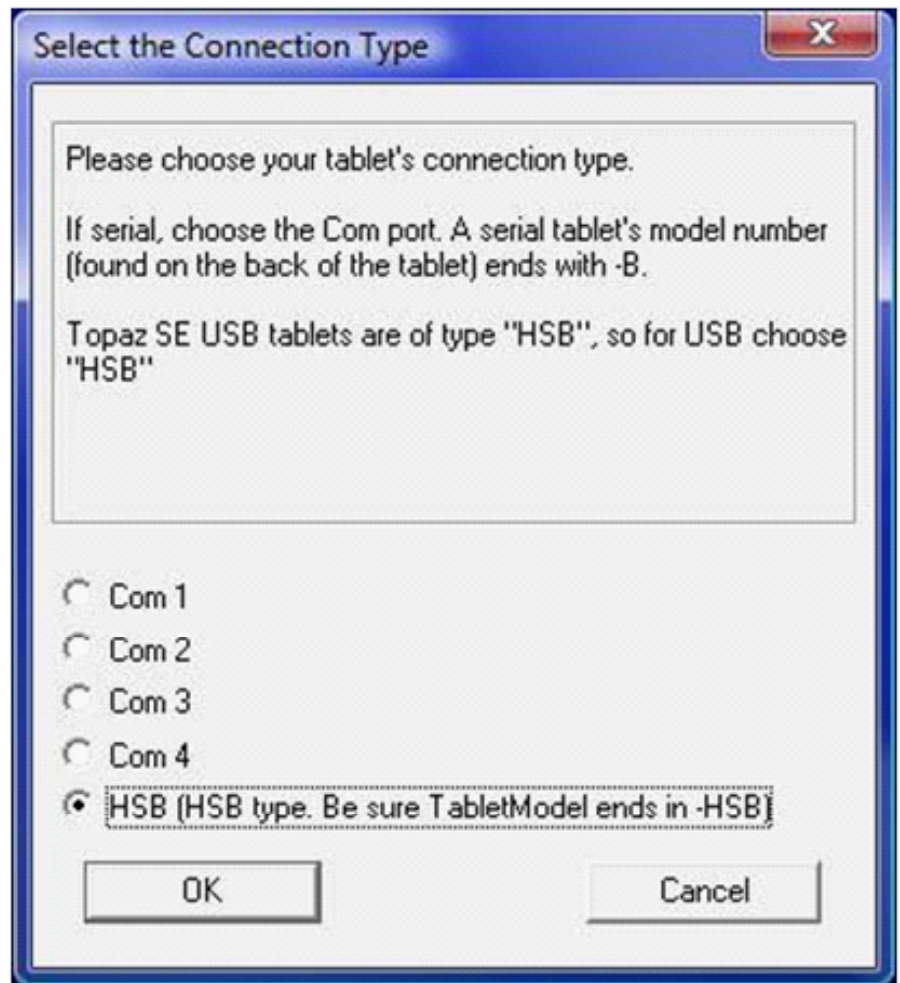 Select the Connection Type
Please choose your tablet's connection type.
If serial, choose the Com port. A serial tablet's model number
(found on the back of the tablet) ends with -B.
Topaz SE USB tablets are of type "HSB", so for USB choose
"HSB"
Com 1
Com 2
Com 3
Com 4
HSB (HSB type. Be sure TabletModel ends in -HSB)
OK
Cancel